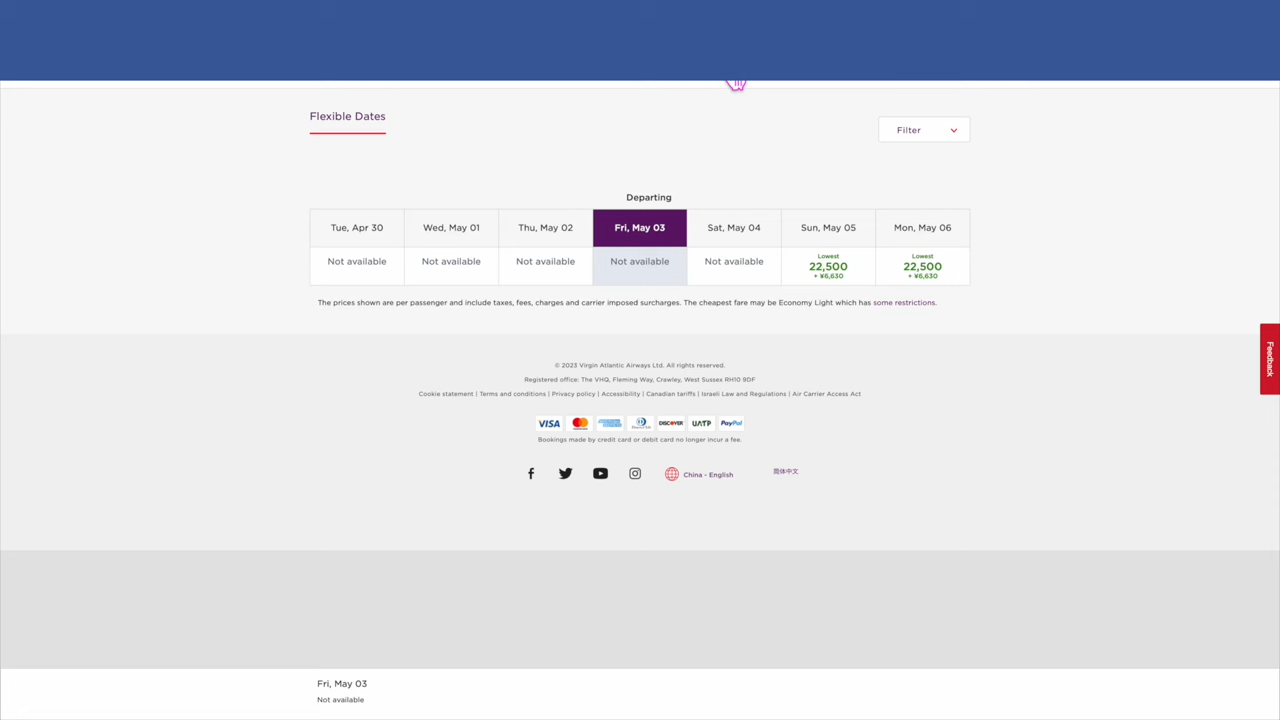 Flexible Dates
Filter
Departing
Tue, Apr 30 Wed, May 01 Thu, May 02 Fri, May 03 Sat, May 04 Sun, May 05 Mon, May 06
Not available Not available Not available Not available Not available Lowest 22,500 + ¥6,630 Lowest 22,500 + ¥6,630
The prices shown are per passenger and include taxes, fees, charges and carrier imposed surcharges. The cheapest fare may be Economy Light which has some restrictions.
Feedback
© 2023 Virgin Atlantic Airways Ltd. All rights reserved.
Registered office: The VHQ, Fleming Way, Crawley, West Sussex RH10 9DF
Cookie statement | Terms and conditions | Privacy policy | Accessibility | Canadian tariffs | Israeli Law and Regulations | Air Carrier Access Act
VISA DISCOVER UATP PayPal
Bookings made by credit card or debit card no longer incur a fee.
China - English 简体中文
Fri, May 03
Not available